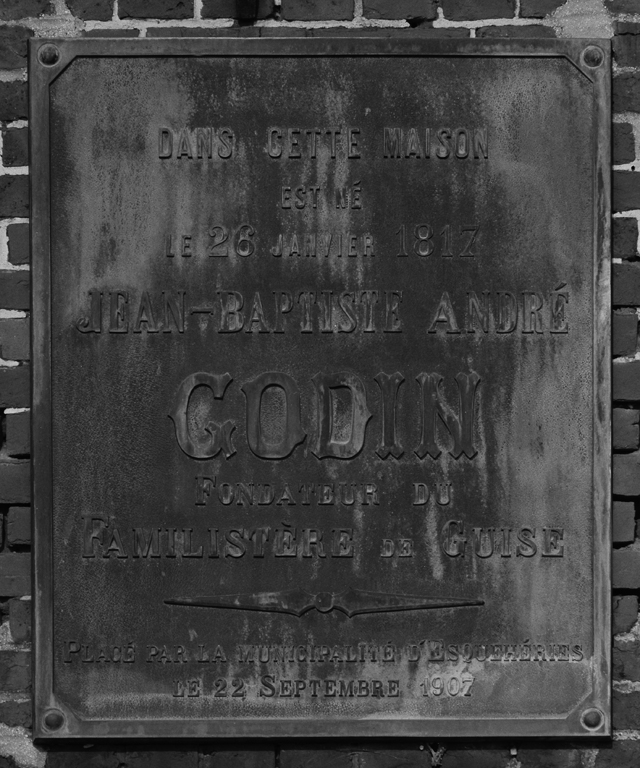 DANS CETTE MAISON
EST NÉ
LE 26 JANVIER 1817
JEAN-BAPTISTE ANDRÉ
GODIN
FONDATEUR DU
FAMILISTÈRE DE GUISE
PLACÉ PAR LA MUNICIPALITÉ D'ESQUEHÉRIES
LE 22 SEPTEMBRE 1907